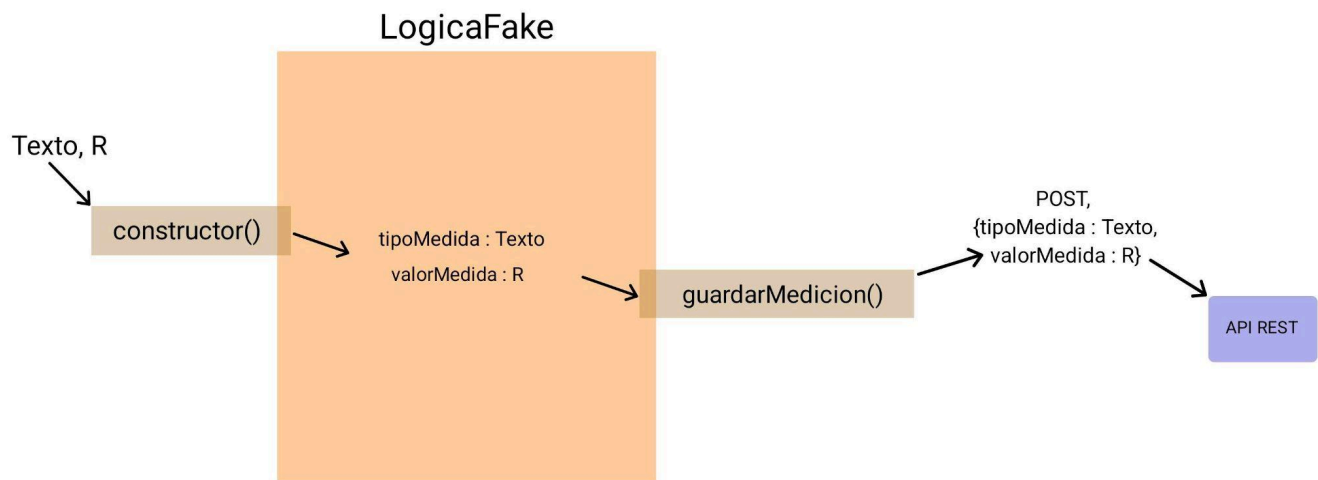 LogicaFake
Texto, R
constructor()
tipoMedida : Texto
valorMedida : R
guardarMedicion()
POST,
{tipoMedida : Texto,
valorMedida : R}
API REST